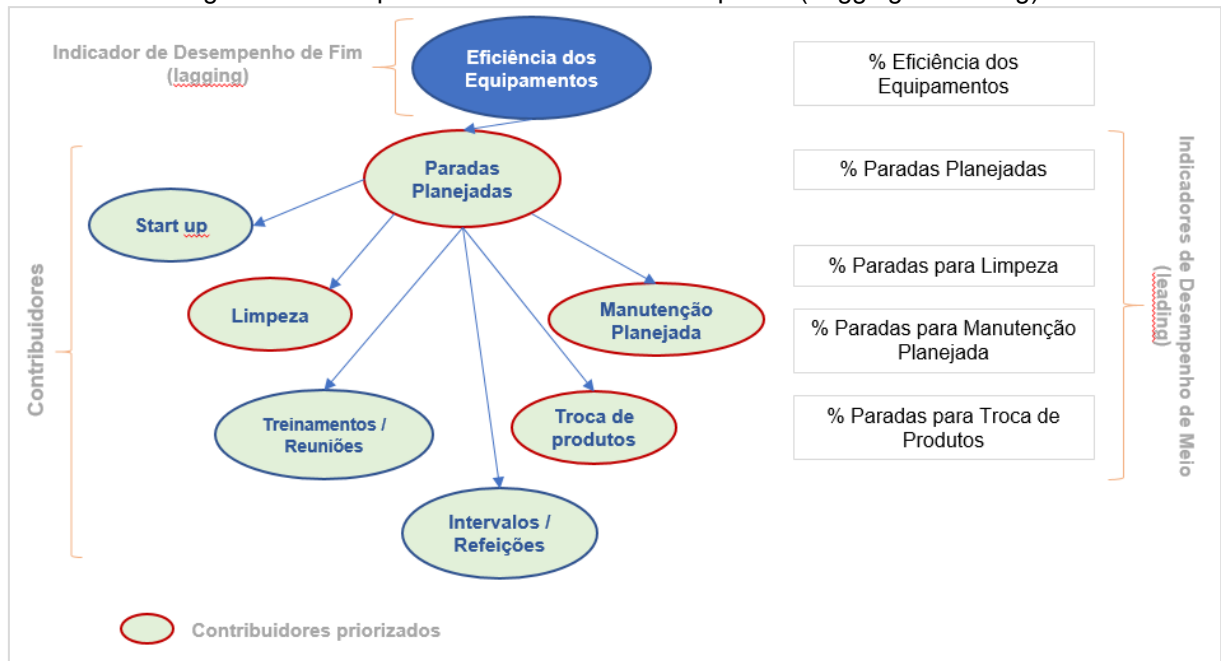 Indicador de Desempenho de Fim
(lagging)
Eficiência dos
Equipamentos
% Eficiência dos
Equipamentos
Paradas
Planejadas
% Paradas Planejadas
Start up
Limpeza
Manutenção
Planejada
% Paradas para Limpeza
% Paradas para Manutenção
Planejada
Treinamentos /
Reuniões
Troca de
produtos
% Paradas para Troca de
Produtos
Intervalos /
Refeições
Contribuidores
Indicadores de Desempenho de Meio
(leading)
Contribuidores priorizados